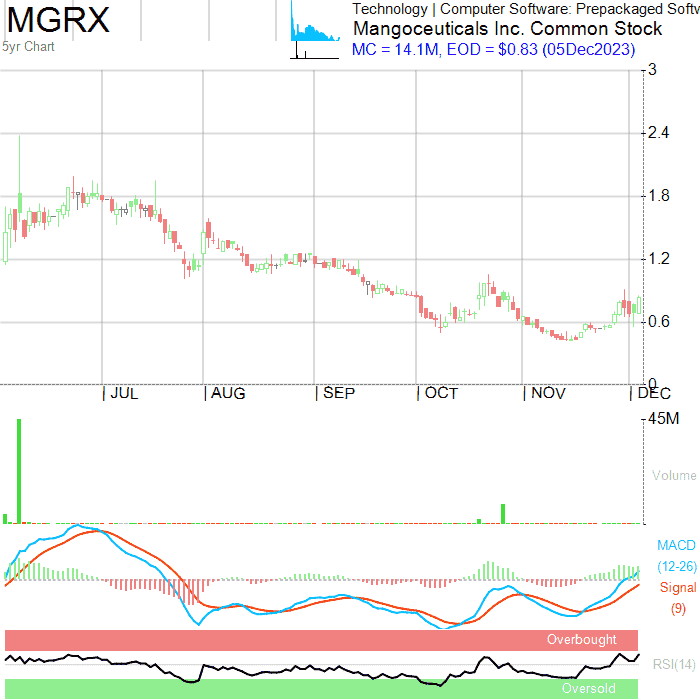 MGRX
5yr Chart
Technology | Computer Software: Prepackaged Softw
Mangoceuticals Inc. Common Stock
MC = 14.1M, EOD = $0.83 (05Dec2023)
3
2.4
1.8
1.2
0.6
0
JUL
AUG
SEP
OCT
NOV
DEC
45M
Volume
MACD
(12-26)
Signal
(9)
Overbought
RSI(14)
Oversold